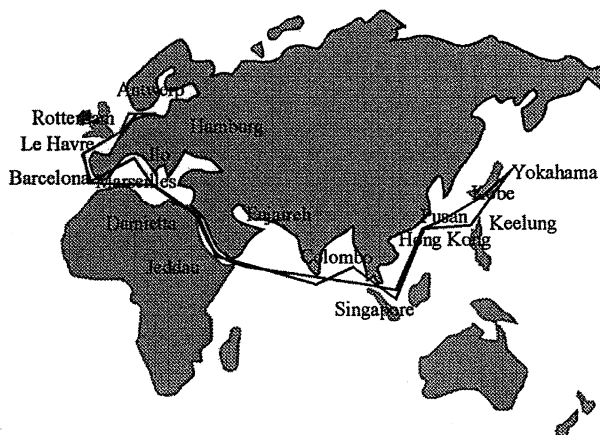 Antwerp
Rotterdam
Hamburg
Le Havre
Barcelona
Marseilles
Yokahama
Kobe
Damietta
Pusan
Keelung
Hong Kong
Jeddah
Colombo
Singapore